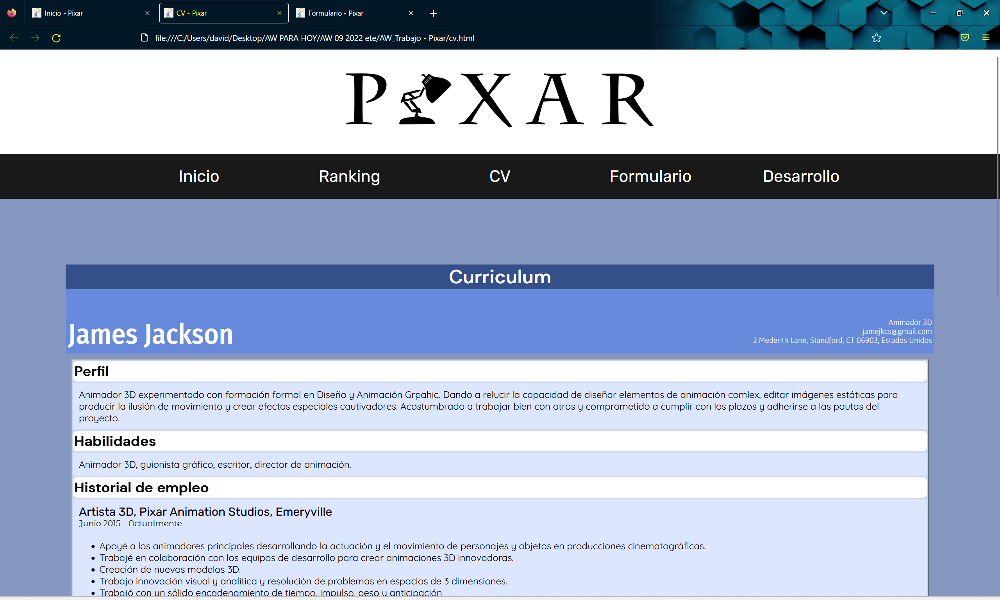 Inicio - Pixar
CV - Pixar
Formulario - Pixar
file:///C:/Users/david/Desktop/AW PARA HOY/AW 09 2022 ete/AW_Trabajo - Pixar/cv.html
P XAR
Inicio
Ranking
CV
Formulario
Desarrollo
Curriculum
James Jackson
Animador 3D
jamejkcs@gmail.com
2 Mederith Lane, Standford, CT 06903, Estados Unidos
Perfil
Animador 3D experimentado con formación formal en Diseño y Animación Grpahic. Dando a relucir la capacidad de diseñar elementos de animación comlex, editar imágenes estáticas para
producir la ilusión de movimiento y crear efectos especiales cautivadores. Acostumbrado a trabajar bien con otros y comprometido a cumplir con los plazos y adherirse a las pautas del
proyecto.
Habilidades
Animador 3D, guionista gráfico, escritor, director de animación.
Historial de empleo
Artista 3D, Pixar Animation Studios, Emeryville
Junio 2015 - Actualmente
• Apoyé a los animadores principales desarrollando la actuación y el movimiento de personajes y objetos en producciones cinematográficas.
• Trabajé en colaboración con los equipos de desarrollo para crear animaciones 3D innovadoras.
• Creación de nuevos modelos 3D.
• Trabajo innovación visual y analítica y resolución de problemas en espacios de 3 dimensiones.
• Trabajó con un sólido encadenamiento de tiempo, impulso, peso y anticipación